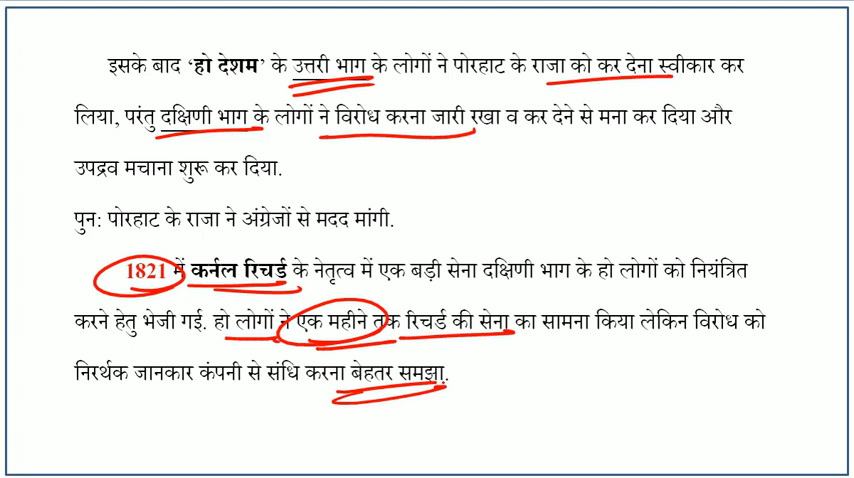 इसके बाद ‘हो देशम’ के उत्तरी भाग के लोगों ने पोरहाट के राजा को कर देना स्वीकार कर
लिया, परंतु दक्षिणी भाग के लोगों ने विरोध करना जारी रखा व कर देने से मना कर दिया और
उपद्रव मचाना शुरू कर दिया.
पुन: पोरहाट के राजा ने अंग्रेजों से मदद मांगी.
1821 में कर्नल रिचर्ड के नेतृत्व में एक बड़ी सेना दक्षिणी भाग के हो लोगों को नियंत्रित
करने हेतु भेजी गई. हो लोगों ने एक महीने तक रिचर्ड की सेना का सामना किया लेकिन विरोध को
निरर्थक जानकार कंपनी से संधि करना बेहतर समझा.